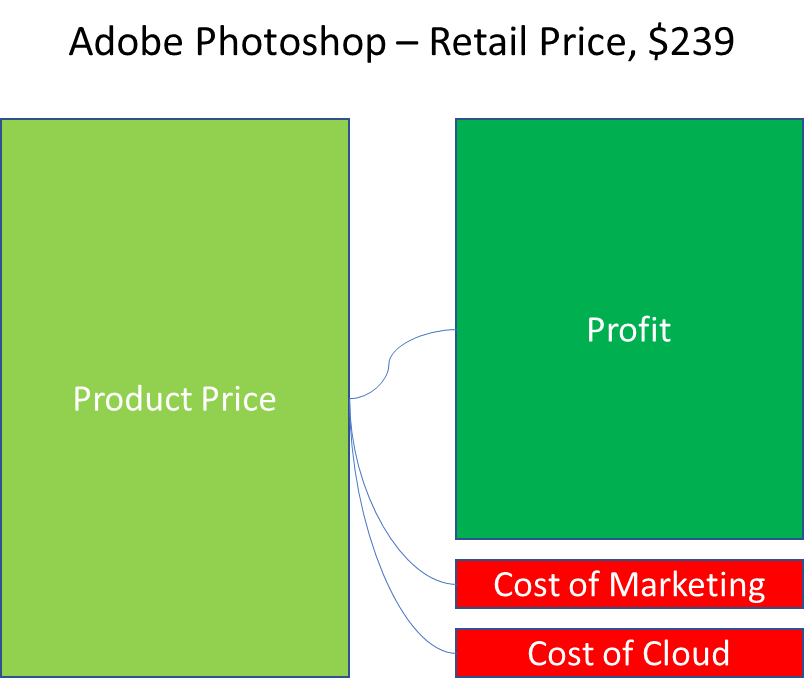 Adobe Photoshop – Retail Price, $239
Product Price
Profit
Cost of Marketing
Cost of Cloud